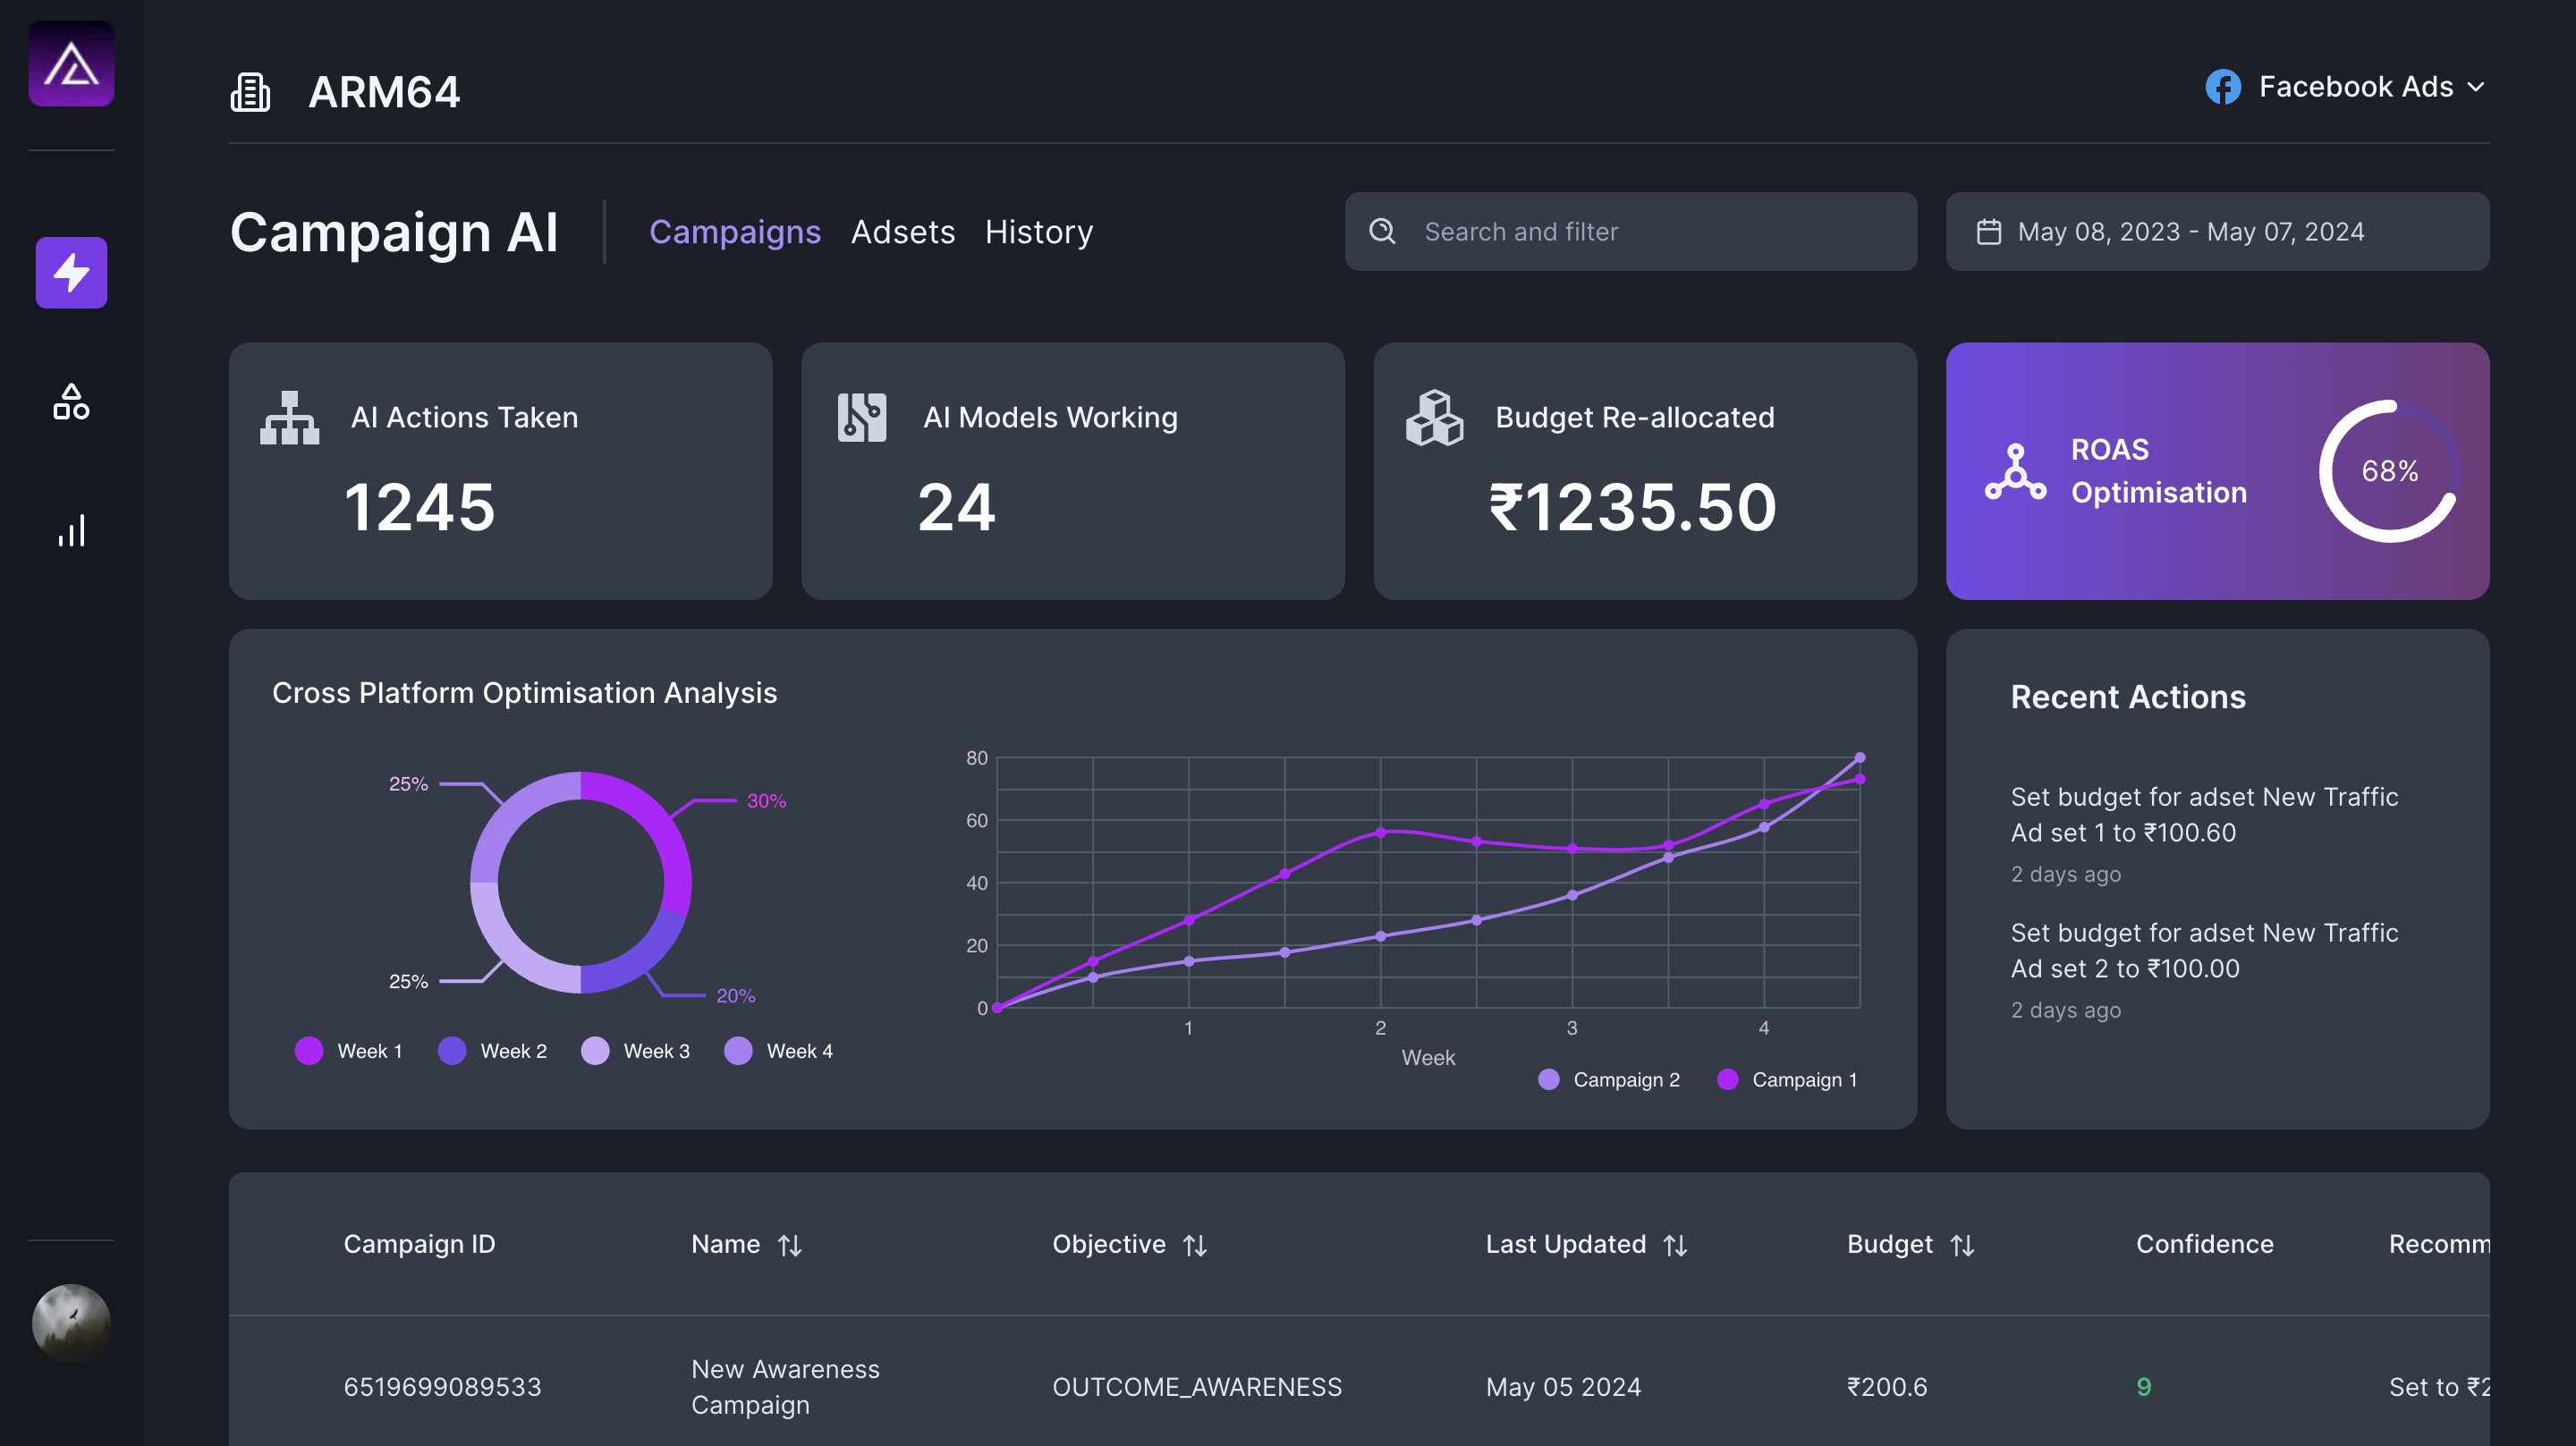 ARM64
Facebook Ads
Campaign AI
Campaigns Adsets History
Search and filter
May 08, 2023 - May 07, 2024
AI Actions Taken
1245
AI Models Working
24
Budget Re-allocated
₹1235.50
ROAS
Optimisation
68%
Cross Platform Optimisation Analysis
25%
30%
25%
20%
Week 1 Week 2 Week 3 Week 4
80
60
40
20
0
1 2 3 4
Week
Campaign 2 Campaign 1
Recent Actions
Set budget for adset New Traffic
Ad set 1 to ₹100.60
2 days ago
Set budget for adset New Traffic
Ad set 2 to ₹100.00
2 days ago
Campaign ID Name Objective Last Updated Budget Confidence Recomm
6519699089533
New Awareness
Campaign
OUTCOME_AWARENESS
May 05 2024
₹200.6
9
Set to ₹2